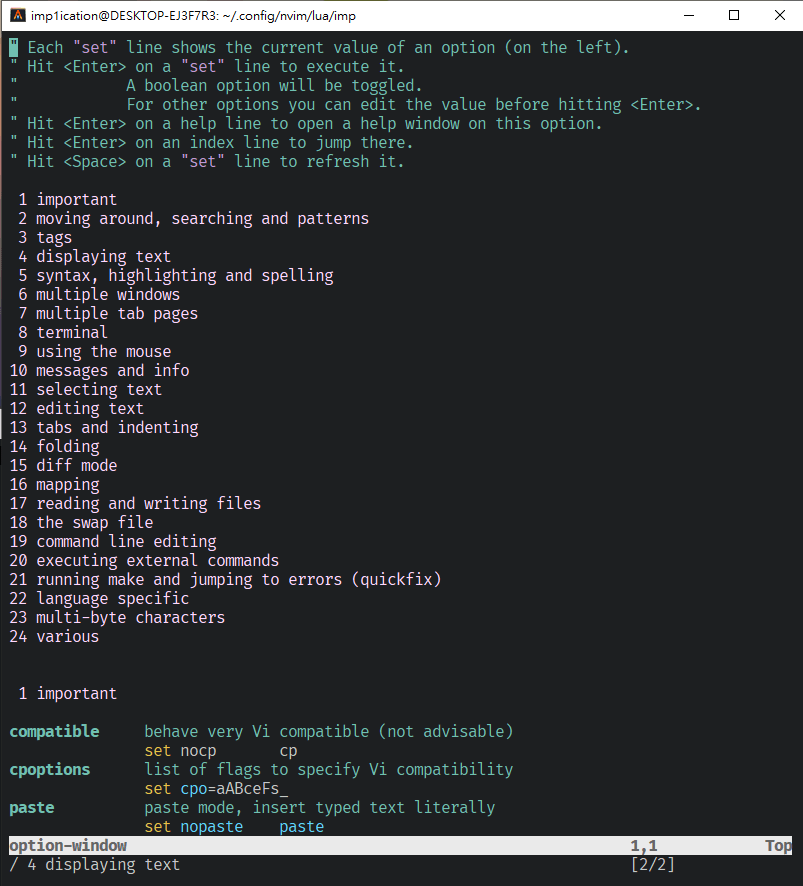 imp1ication@DESKTOP-EJ3F7R3: ~/.config/nvim/lua/imp
" Each "set" line shows the current value of an option (on the left).
" Hit <Enter> on a "set" line to execute it.
"            A boolean option will be toggled.
"            For other options you can edit the value before hitting <Enter>.
" Hit <Enter> on a help line to open a help window on this option.
" Hit <Enter> on an index line to jump there.
" Hit <Space> on a "set" line to refresh it.
 1 important
 2 moving around, searching and patterns
 3 tags
 4 displaying text
 5 syntax, highlighting and spelling
 6 multiple windows
 7 multiple tab pages
 8 terminal
 9 using the mouse
10 messages and info
11 selecting text
12 editing text
13 tabs and indenting
14 folding
15 diff mode
16 mapping
17 reading and writing files
18 the swap file
19 command line editing
20 executing external commands
21 running make and jumping to errors (quickfix)
22 language specific
23 multi-byte characters
24 various
 1 important
compatible     behave very Vi compatible (not advisable)
               set nocp       cp
cpoptions      list of flags to specify Vi compatibility
               set cpo=aABceFs_
paste          paste mode, insert typed text literally
               set nopaste    paste
option-window                                                        1,1            Top
/ 4 displaying text                                                  [2/2]